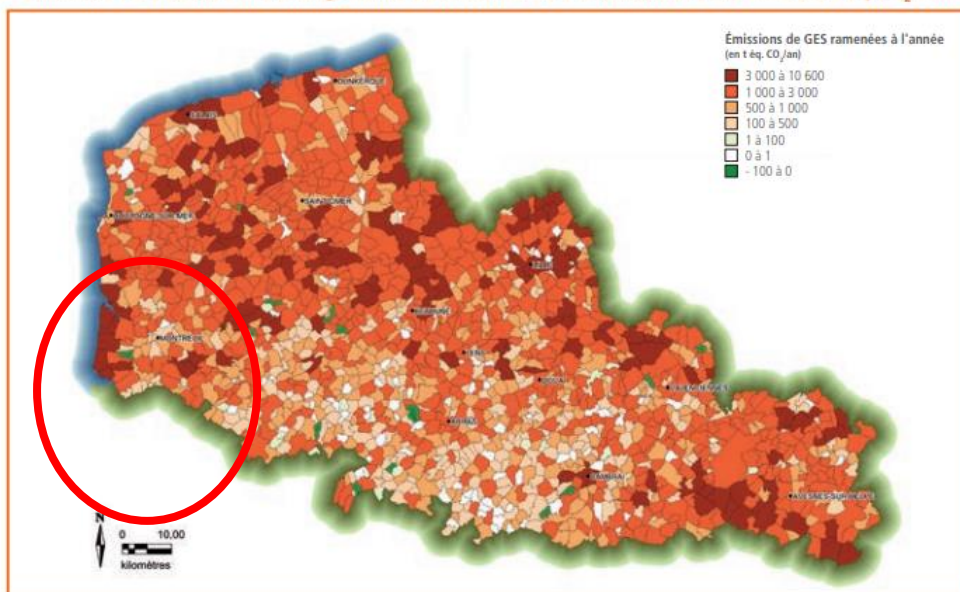 Émissions de GES ramenées à l'année
(en t éq. CO₂/an)
3 000 à 10 600
1 000 à 3 000
500 à 1 000
100 à 500
1 à 100
0 à 1
- 100 à 0
DUNKERQUE
CALAIS
SAINT-OMER
BOULOGNE-SUR-MER
LILLE
BETHUNE
MONTREUIL
LENS
DOUAI
VALENCIENNES
ARRAS
CAMBRAI
AVESNES-SUR-HELPE
N
0 10,00
kilomètres